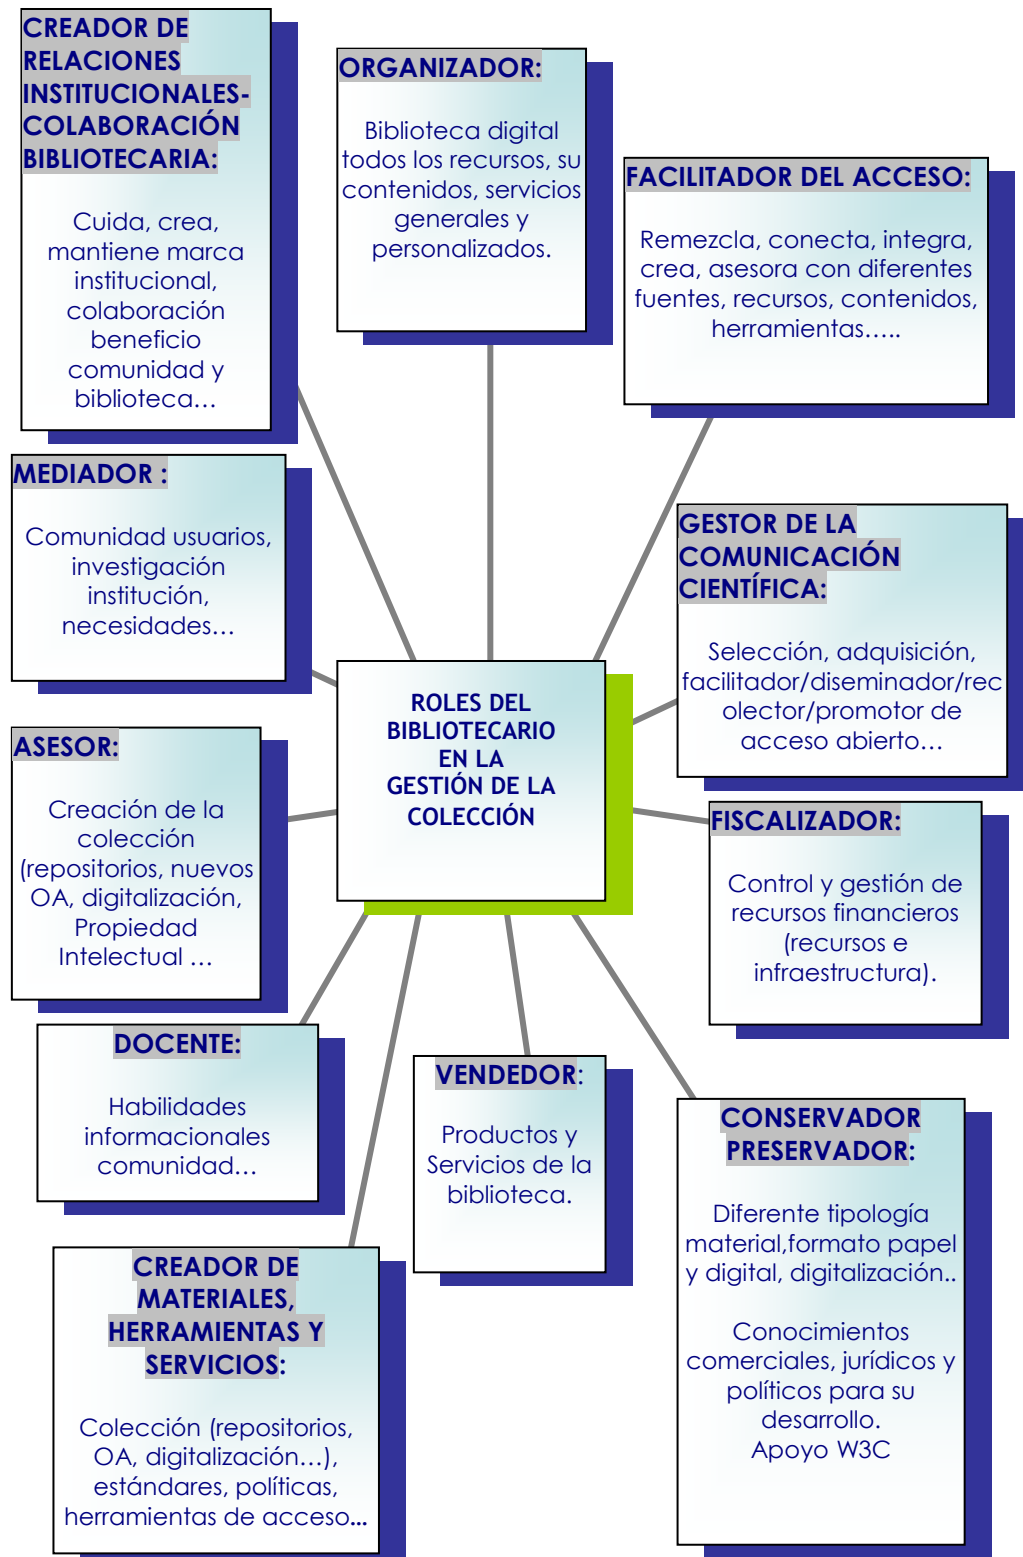 CREADOR DE
RELACIONES
INSTITUCIONALES-
COLABORACIÓN
BIBLIOTECARIA:
Cuida, crea,
mantiene marca
institucional,
colaboración
beneficio
comunidad y
biblioteca…
ORGANIZADOR:
Biblioteca digital
todos los recursos, su
contenidos, servicios
generales y
personalizados.
FACILITADOR DEL ACCESO:
Remezcla, conecta, integra,
crea, asesora con diferentes
fuentes, recursos, contenidos,
herramientas…..
MEDIADOR :
Comunidad usuarios,
investigación
institución,
necesidades…
GESTOR DE LA
COMUNICACIÓN
CIENTÍFICA:
Selección, adquisición,
facilitador/diseminador/rec
olector/promotor de
acceso abierto…
ROLES DEL
BIBLIOTECARIO
EN LA
GESTIÓN DE LA
COLECCIÓN
ASESOR:
Creación de la
colección
(repositorios, nuevos
OA, digitalización,
Propiedad
Intelectual …
FISCALIZADOR:
Control y gestión de
recursos financieros
(recursos e
infraestructura).
DOCENTE:
Habilidades
informacionales
comunidad…
VENDEDOR:
Productos y
Servicios de la
biblioteca.
CONSERVADOR
PRESERVADOR:
Diferente tipología
material,formato papel
y digital, digitalización..
Conocimientos
comerciales, jurídicos y
políticos para su
desarrollo.
Apoyo W3C
CREADOR DE
MATERIALES,
HERRAMIENTAS Y
SERVICIOS:
Colección (repositorios,
OA, digitalización…),
estándares, políticas,
herramientas de acceso...